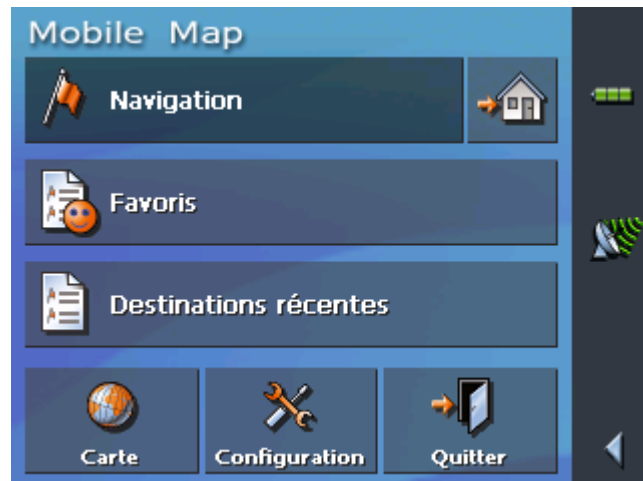 Mobile Map
Navigation
Favoris
Destinations récentes
Carte
Configuration
Quitter